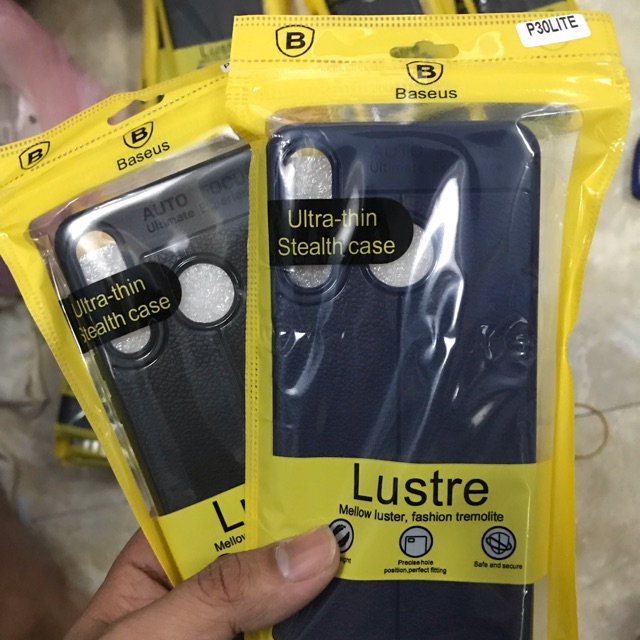 B
P30LITE
B
Baseus
Ultra-thin
Stealth case
Lustre
Mellow luster, fashion tremolite
Precise hole
position,perfect fitting
Safe and secure
B
B
Baseus
AUTO FOCUS
Ultimate
Ultra-thin
Stealth case
Lu
Mellow